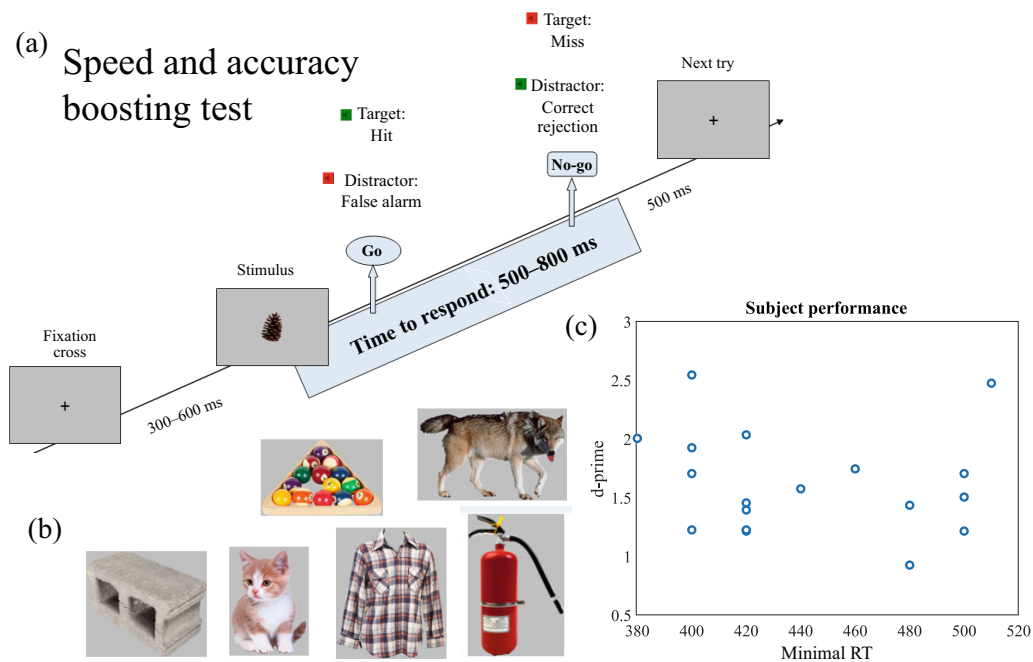 (a)
Speed and accuracy
boosting test
Target:
Hit
Distractor:
False alarm
Target:
Miss
Distractor:
Correct
rejection
Next try
+
No-go
500 ms
Go
Time to respond: 500–800 ms
Stimulus
Fixation
cross
+
300–600 ms
(b)
(c)
Subject performance
d-prime
3
2.5
2
1.5
1
0.5
380
400
420
440
460
480
500
520
Minimal RT